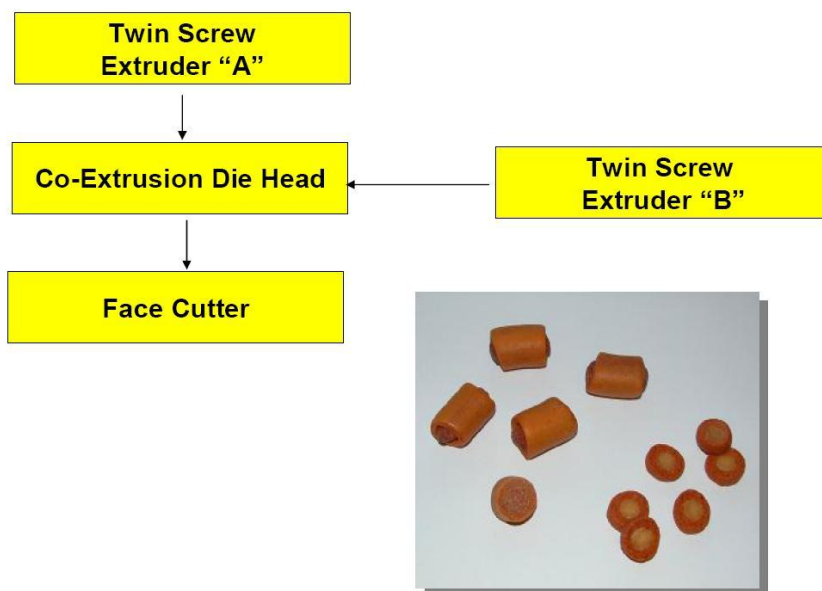 Twin Screw
Extruder “A”
Co-Extrusion Die Head
Twin Screw
Extruder “B”
Face Cutter